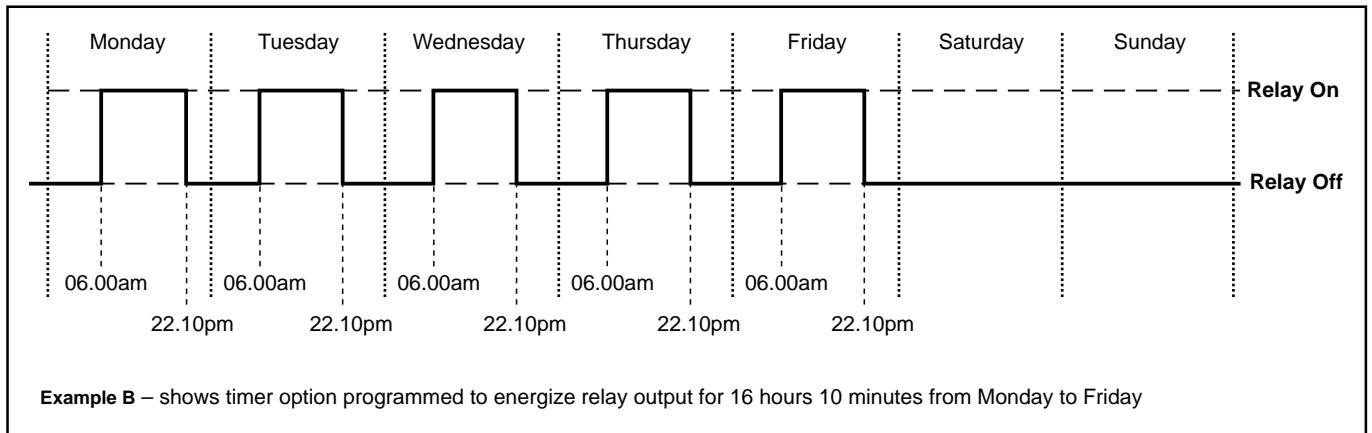 Monday Tuesday Wednesday Thursday Friday Saturday Sunday
Relay On
Relay Off
06.00am 06.00am 06.00am 06.00am 06.00am
22.10pm 22.10pm 22.10pm 22.10pm 22.10pm
Example B – shows timer option programmed to energize relay output for 16 hours 10 minutes from Monday to Friday